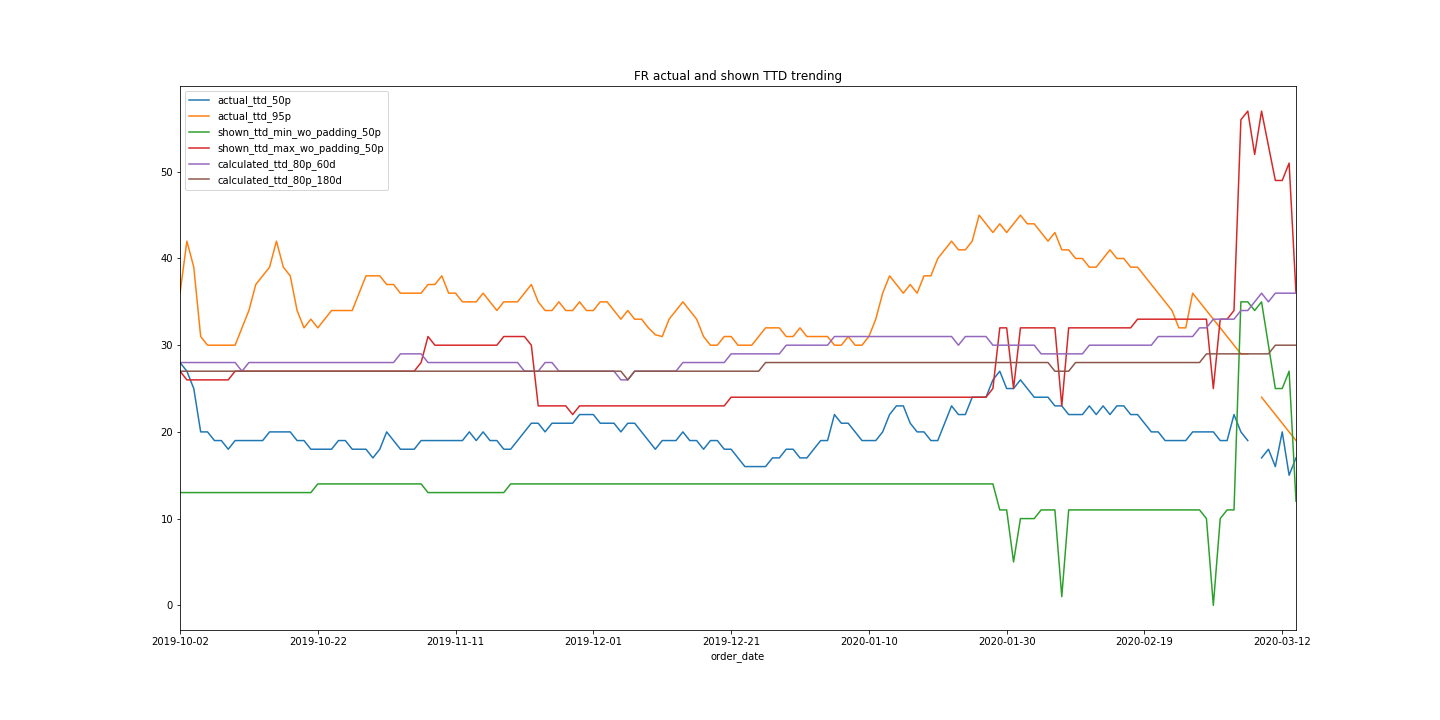 FR actual and shown TTD trending
actual_ttd_50p
actual_ttd_95p
shown_ttd_min_wo_padding_50p
shown_ttd_max_wo_padding_50p
calculated_ttd_80p_60d
calculated_ttd_80p_180d
50
40
30
20
10
0
2019-10-02 2019-10-22 2019-11-11 2019-12-01 2019-12-21 2020-01-10 2020-01-30 2020-02-19 2020-03-12
order_date